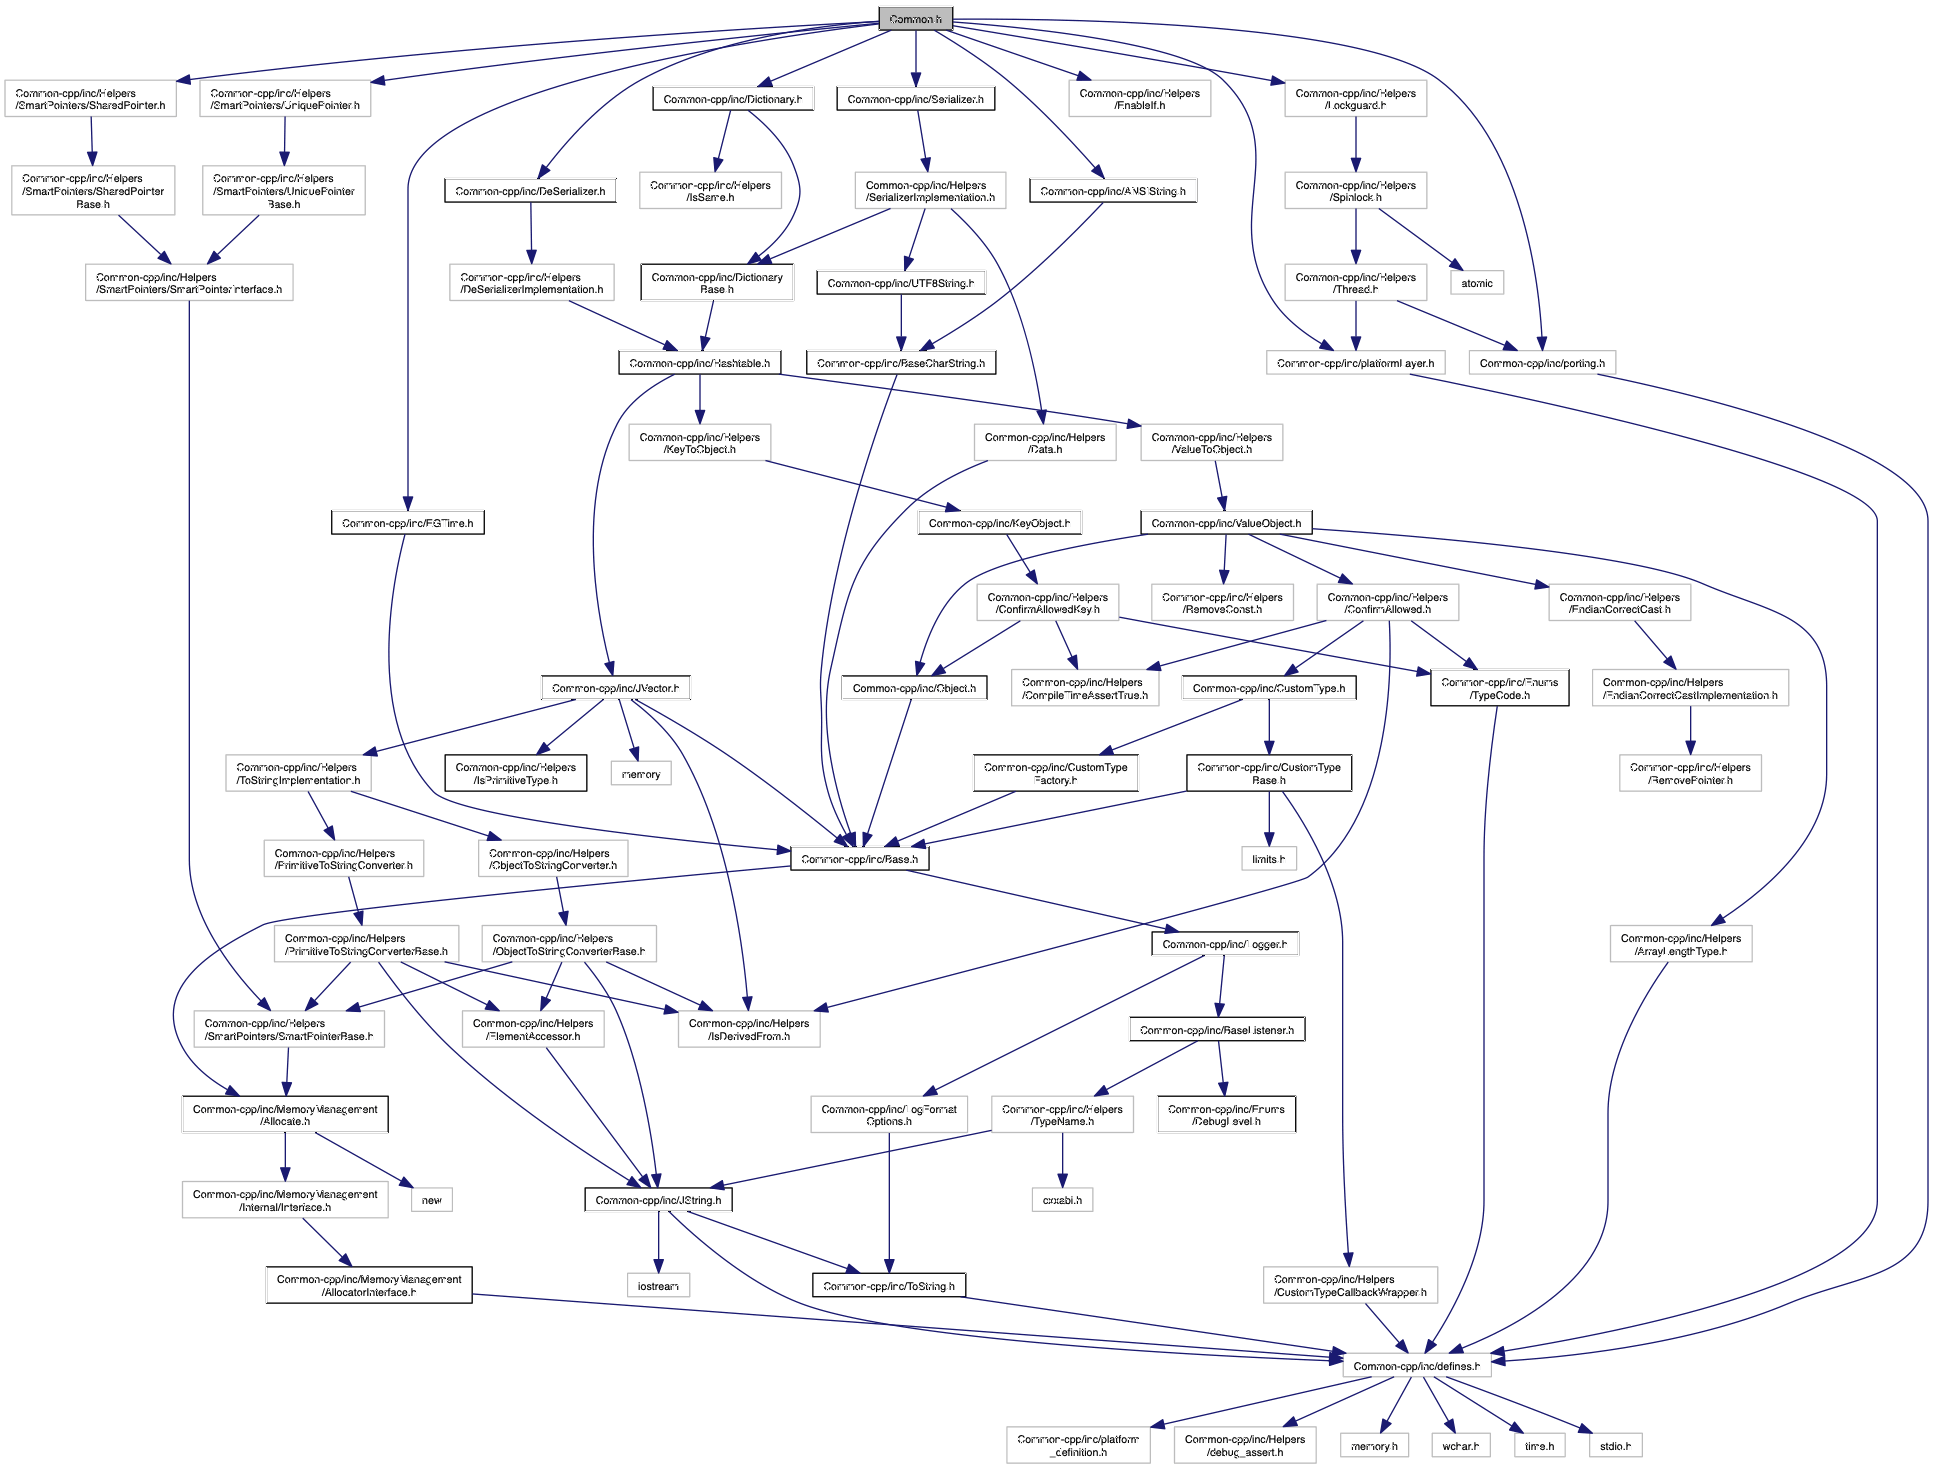 Common.h
Common-cpp/inc/Helpers
/SmartPointers/SharedPointer.h
Common-cpp/inc/Helpers
/SmartPointers/UniquePointer.h
Common-cpp/inc/Dictionary.h
Common-cpp/inc/Serializer.h
Common-cpp/inc/Helpers
/EnableIf.h
Common-cpp/inc/Helpers
/Lockguard.h
Common-cpp/inc/Helpers
/SmartPointers/SharedPointer
Base.h
Common-cpp/inc/Helpers
/SmartPointers/UniquePointer
Base.h
Common-cpp/inc/DeSerializer.h
Common-cpp/inc/Helpers
/IsSame.h
Common-cpp/inc/Helpers
/SerializerImplementation.h
Common-cpp/inc/ANSIString.h
Common-cpp/inc/Helpers
/Spinlock.h
Common-cpp/inc/Helpers
/SmartPointers/SmartPointerInterface.h
Common-cpp/inc/Helpers
/DeSerializerImplementation.h
Common-cpp/inc/Dictionary
Base.h
Common-cpp/inc/UTF8String.h
Common-cpp/inc/Helpers
/Thread.h
atomic
Common-cpp/inc/Hashtable.h
Common-cpp/inc/BaseCharString.h
Common-cpp/inc/platformLayer.h
Common-cpp/inc/porting.h
Common-cpp/inc/Helpers
/KeyToObject.h
Common-cpp/inc/Helpers
/Data.h
Common-cpp/inc/Helpers
/ValueToObject.h
Common-cpp/inc/EGTime.h
Common-cpp/inc/KeyObject.h
Common-cpp/inc/ValueObject.h
Common-cpp/inc/Helpers
/ConfirmAllowedKey.h
Common-cpp/inc/Helpers
/RemoveConst.h
Common-cpp/inc/Helpers
/ConfirmAllowed.h
Common-cpp/inc/Helpers
/EndianCorrectCast.h
Common-cpp/inc/JVector.h
Common-cpp/inc/Object.h
Common-cpp/inc/Helpers
/CompileTimeAssertTrue.h
Common-cpp/inc/CustomType.h
Common-cpp/inc/Enums
/TypeCode.h
Common-cpp/inc/Helpers
/EndianCorrectCastImplementation.h
Common-cpp/inc/Helpers
/ToStringImplementation.h
Common-cpp/inc/Helpers
/IsPrimitiveType.h
memory
Common-cpp/inc/CustomType
Factory.h
Common-cpp/inc/CustomType
Base.h
Common-cpp/inc/Helpers
/RemovePointer.h
Common-cpp/inc/Helpers
/PrimitiveToStringConverter.h
Common-cpp/inc/Helpers
/ObjectToStringConverter.h
Common-cpp/inc/Base.h
limits.h
Common-cpp/inc/Helpers
/PrimitiveToStringConverterBase.h
Common-cpp/inc/Helpers
/ObjectToStringConverterBase.h
Common-cpp/inc/Logger.h
Common-cpp/inc/Helpers
/ArrayLengthType.h
Common-cpp/inc/Helpers
/SmartPointers/SmartPointerBase.h
Common-cpp/inc/Helpers
/ElementAccessor.h
Common-cpp/inc/Helpers
/IsDerivedFrom.h
Common-cpp/inc/BaseListener.h
Common-cpp/inc/MemoryManagement
/Allocate.h
Common-cpp/inc/LogFormat
Options.h
Common-cpp/inc/Helpers
/TypeName.h
Common-cpp/inc/Enums
/DebugLevel.h
Common-cpp/inc/MemoryManagement
/Internal/Interface.h
new
Common-cpp/inc/JString.h
cxxabi.h
Common-cpp/inc/MemoryManagement
/AllocatorInterface.h
iostream
Common-cpp/inc/ToString.h
Common-cpp/inc/Helpers
/CustomTypeCallbackWrapper.h
Common-cpp/inc/defines.h
Common-cpp/inc/platform
_definition.h
Common-cpp/inc/Helpers
/debug_assert.h
memory.h
wchar.h
time.h
stdio.h